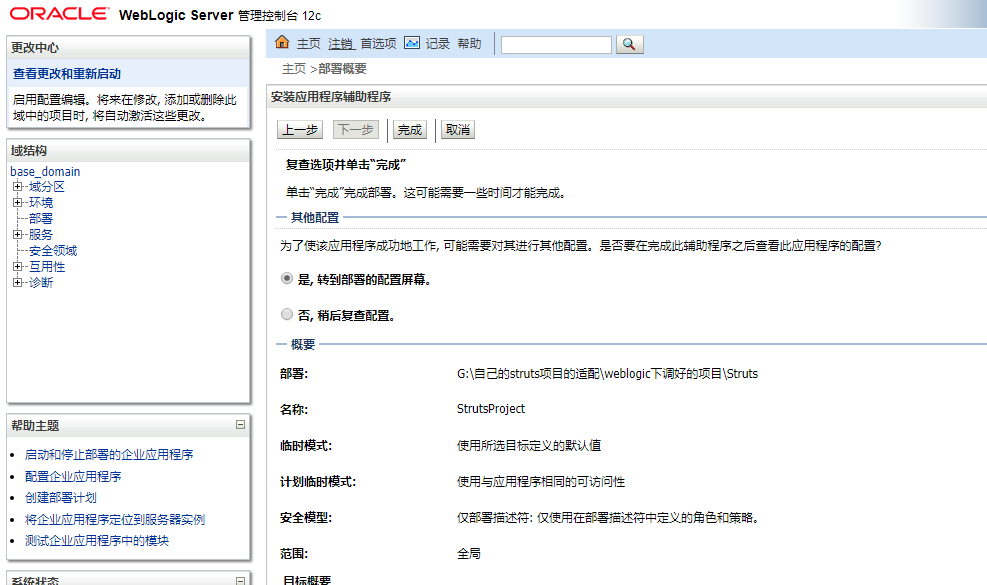 ORACLE WebLogic Server 管理控制台 12c
更改中心
查看更改和重新启动
启用配置编辑。将来在修改, 添加或删除此
域中的项目时, 将自动激活这些更改。
域结构
base_domain
域分区
环境
部署
服务
安全领域
互用性
诊断
帮助主题
启动和停止部署的企业应用程序
配置企业应用程序
创建部署计划
将企业应用程序定位到服务器实例
测试企业应用程序中的模块
系统状态
主页 注销 首选项 记录 帮助
主页 >部署概要
安装应用程序辅助程序
上一步 下一步 完成 取消
复查选项并单击“完成”
单击“完成”完成部署。这可能需要一些时间才能完成。
其他配置
为了使该应用程序成功地工作, 可能需要对其进行其他配置。是否要在完成此辅助程序之后查看此应用程序的配置?
是, 转到部署的配置屏幕。
否, 稍后复查配置。
概要
部署: G:\自己的struts项目的适配\weblogic下调好的项目\Struts
名称: StrutsProject
临时模式: 使用所选目标定义的默认值
计划临时模式: 使用与应用程序相同的可访问性
安全模型: 仅部署描述符: 仅使用在部署描述符中定义的角色和策略。
范围: 全局
目标概要